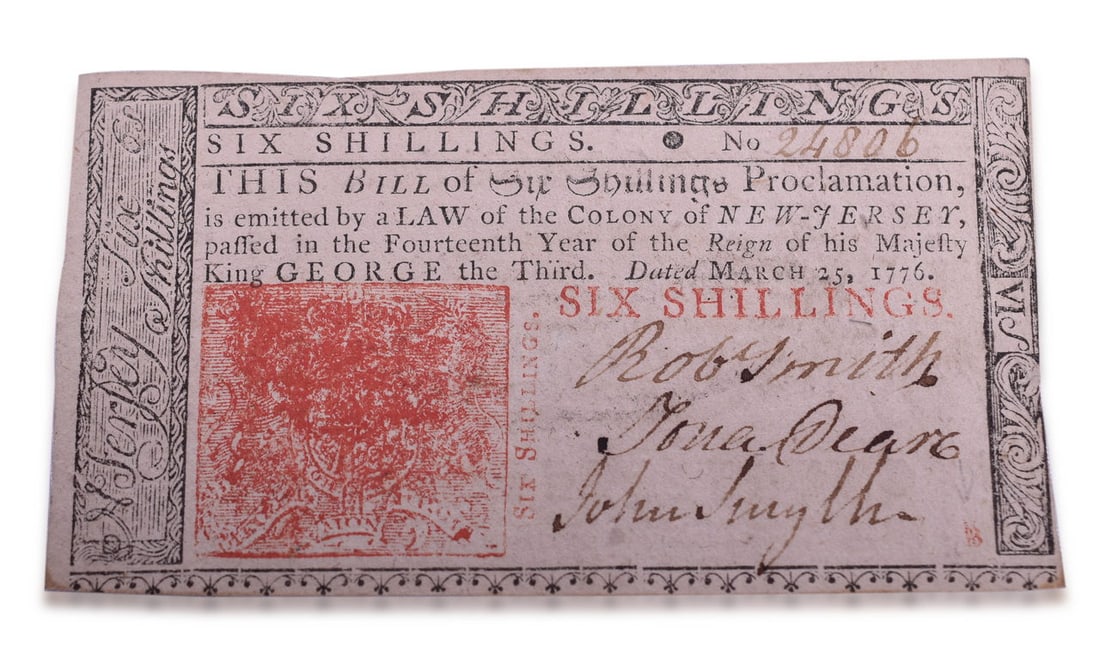 SIX SHILLINGS
SIX SHILLINGS. No 24806
THIS BILL of Six Shillings Proclamation,
is emitted by a LAW of the COLONY of NEW-JERSEY,
paſſed in the Fourteenth Year of the Reign of his Majeſty
King GEORGE the Third. Dated MARCH 25, 1776.
SIX SHILLINGS.
SIX SHILLINGS.
Robt Smith
Jona Deare
John Smyth
N Jersey Six
Shillings
VIſ